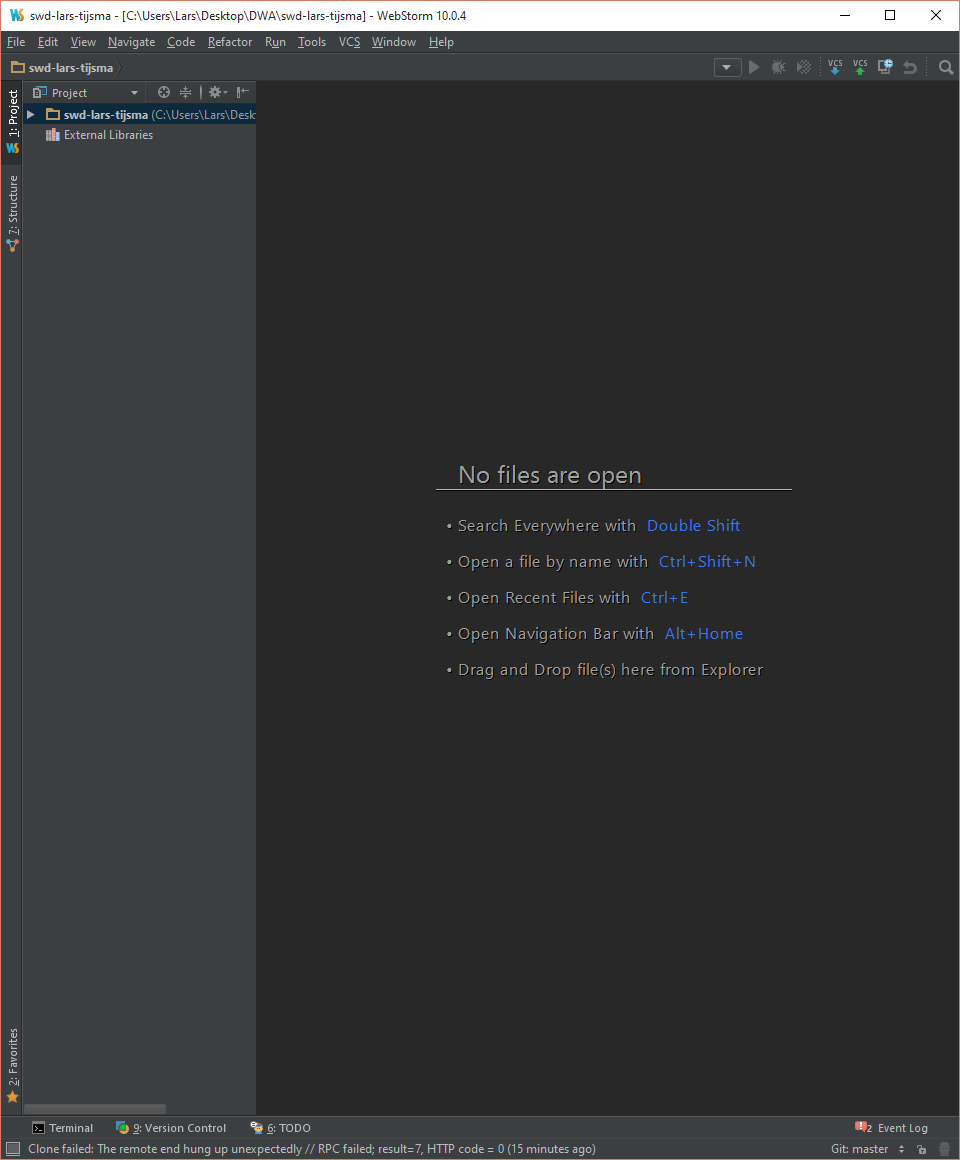 WS swd-lars-tijsma - [C:\Users\Lars\Desktop\DWA\swd-lars-tijsma] - WebStorm 10.0.4
File Edit View Navigate Code Refactor Run Tools VCS Window Help
swd-lars-tijsma
VCS VCS
1: Project
WS
7: Structure
2: Favorites
Project
swd-lars-tijsma (C:\Users\Lars\Desk
External Libraries
No files are open
• Search Everywhere with Double Shift
• Open a file by name with Ctrl+Shift+N
• Open Recent Files with Ctrl+E
• Open Navigation Bar with Alt+Home
• Drag and Drop file(s) here from Explorer
Terminal 9: Version Control 6: TODO 2 Event Log
Clone failed: The remote end hung up unexpectedly // RPC failed; result=7, HTTP code = 0 (15 minutes ago) Git: master